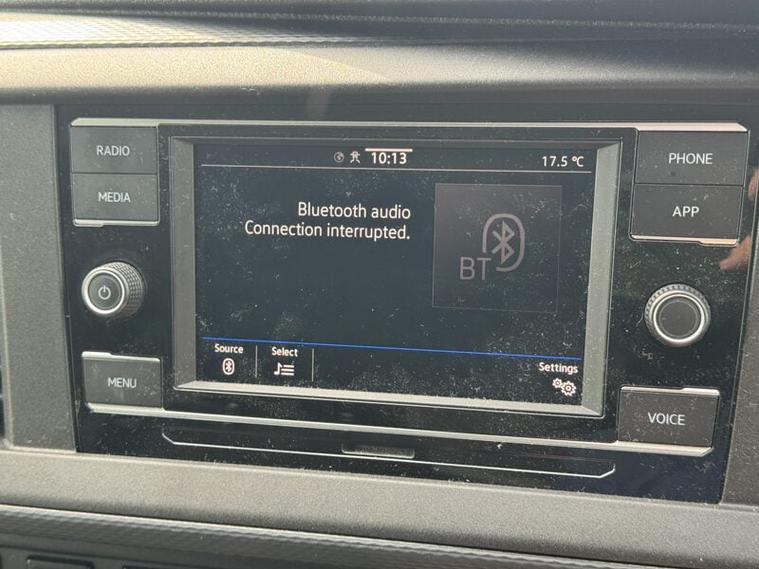 RADIO
MEDIA
MENU
10:13
17.5 °C
Bluetooth audio
Connection interrupted.
BT
Source
Select
Settings
PHONE
APP
VOICE